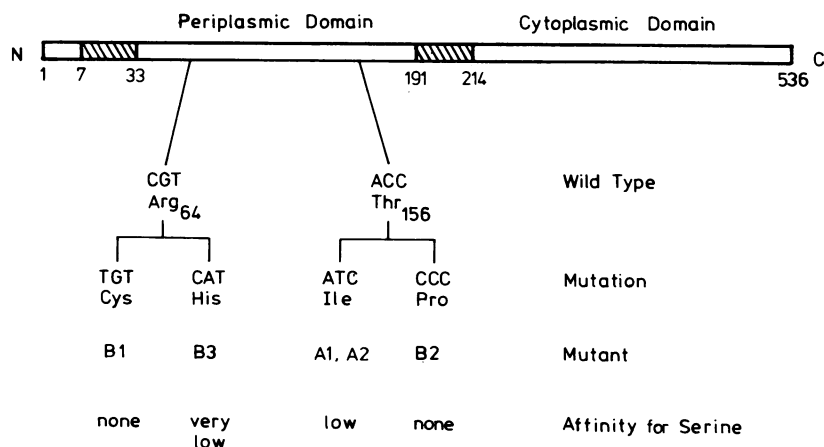 Periplasmic Domain Cytoplasmic Domain
N C
1 7 33 191 214 536
CGT ACC Wild Type
Arg64 Thr156
TGT CAT ATC CCC Mutation
Cys His Ile Pro
B1 B3 A1, A2 B2 Mutant
none very low none Affinity for Serine
low